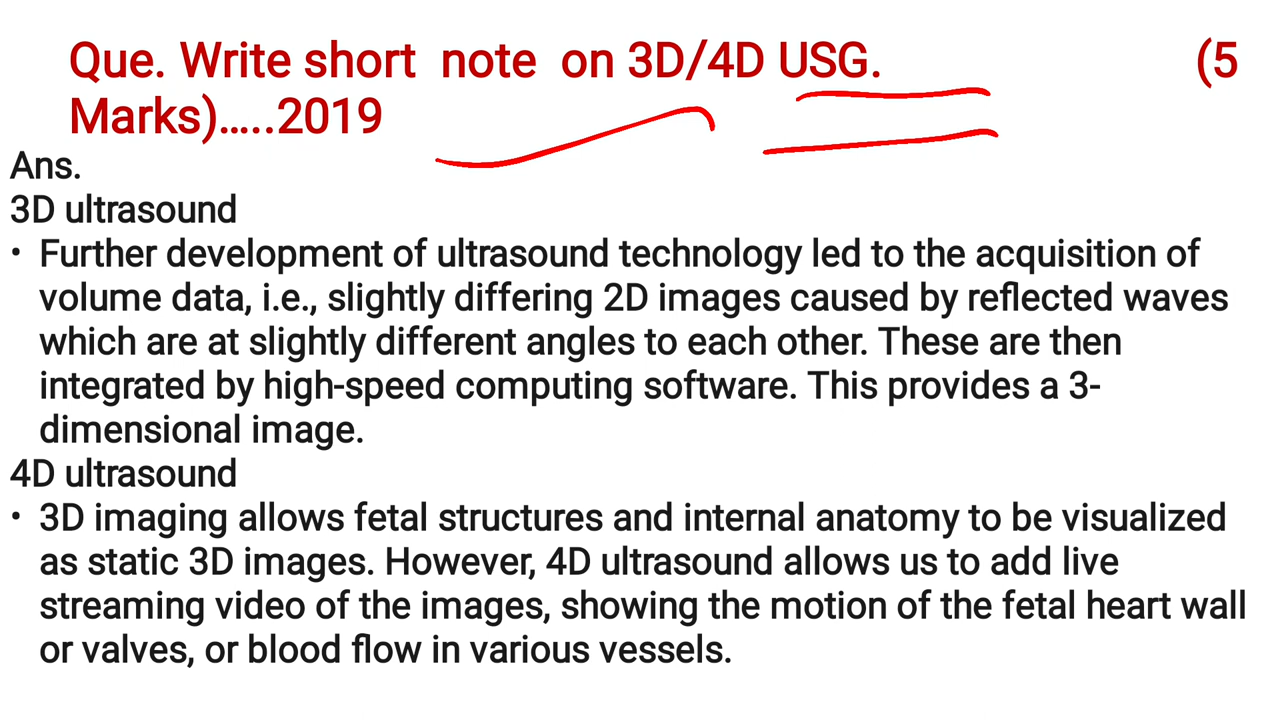 Que. Write short note on 3D/4D USG. (5
Marks)…..2019
Ans.
3D ultrasound
• Further development of ultrasound technology led to the acquisition of
volume data, i.e., slightly differing 2D images caused by reflected waves
which are at slightly different angles to each other. These are then
integrated by high-speed computing software. This provides a 3-
dimensional image.
4D ultrasound
• 3D imaging allows fetal structures and internal anatomy to be visualized
as static 3D images. However, 4D ultrasound allows us to add live
streaming video of the images, showing the motion of the fetal heart wall
or valves, or blood flow in various vessels.